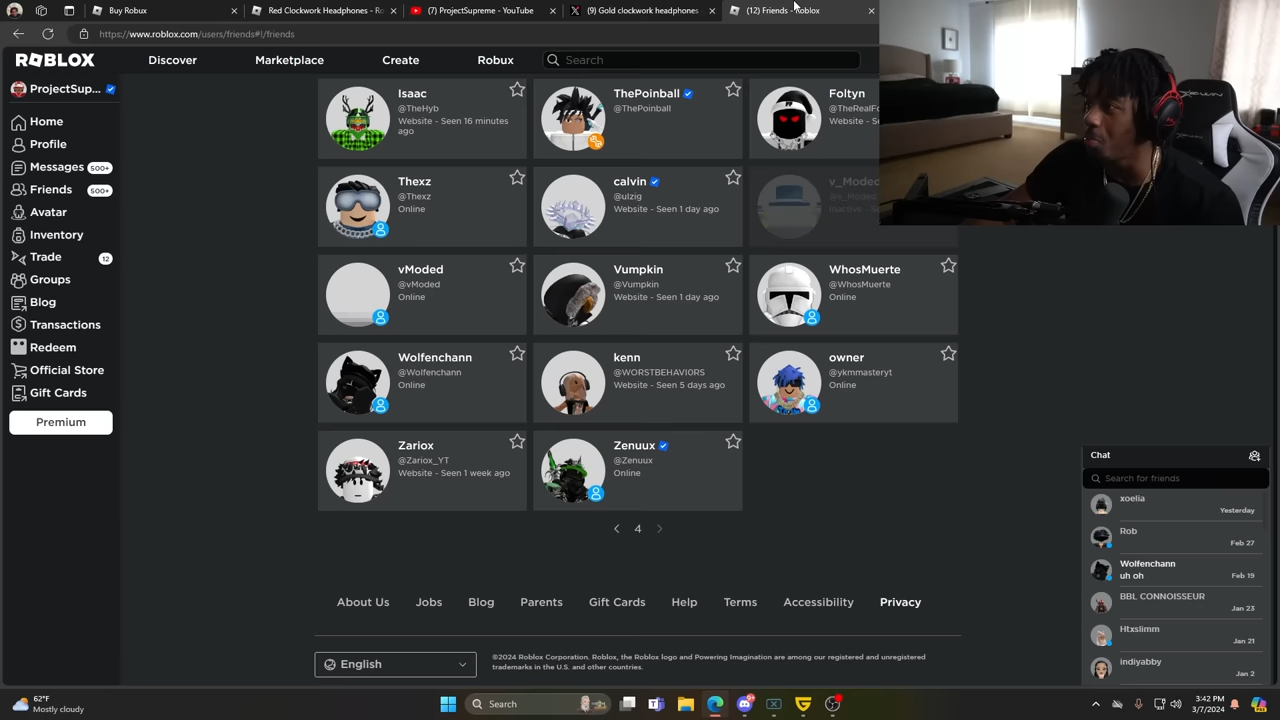 Buy Robux
Red Clockwork Headphones - Ro
(7) ProjectSupreme - YouTube
(9) Gold clockwork headphones
(12) Friends - Roblox
https://www.roblox.com/users/friends#!/friends
ROBLOX
Discover
Marketplace
Create
Robux
Search
ProjectSup...
Home
Profile
Messages 500+
Friends 500+
Avatar
Inventory
Trade 12
Groups
Blog
Transactions
Redeem
Official Store
Gift Cards
Premium
Isaac
@TheHyb
Website - Seen 16 minutes
ago
ThePoinball
@ThePoinball
Foltyn
Website - S
Thexz
@Thexz
Online
calvin
@ulzig
Website - Seen 1 day ago
v_Moded
Inactive - S
vModed
@vModed
Online
Vumpkin
@Vumpkin
Website - Seen 1 day ago
WhosMuerte
@WhosMuerte
Online
Wolfenchann
@Wolfenchann
Online
kenn
@WORSTBEHAVI0RS
Website - Seen 5 days ago
owner
@ykmmasteryt
Online
Zariox
@Zariox_YT
Website - Seen 1 week ago
Zenuux
@Zenuux
Online
4
About Us
Jobs
Blog
Parents
Gift Cards
Help
Terms
Accessibility
Privacy
English
©2024 Roblox Corporation. Roblox, the Roblox logo and Powering Imagination are among our registered and unregistered
trademarks in the U.S. and other countries.
Chat
Search for friends
xoelia
Yesterday
Rob
Feb 27
Wolfenchann
uh oh
Feb 19
BBL CONNOISSEUR
Jan 23
Htxslimm
Jan 21
indiyabby
Jan 2
62°F
Mostly cloudy
Search
3:42 PM
3/7/2024